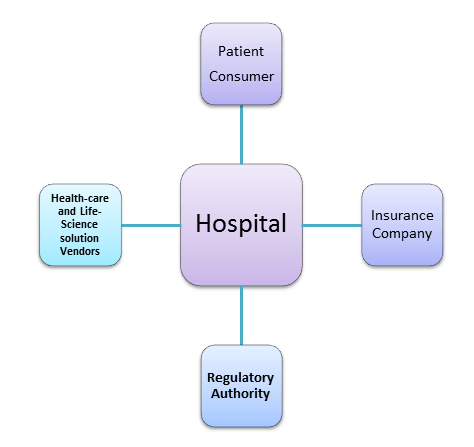 Patient
Consumer
Health-care
and Life-
Science
solution
Vendors
Hospital
Insurance
Company
Regulatory
Authority